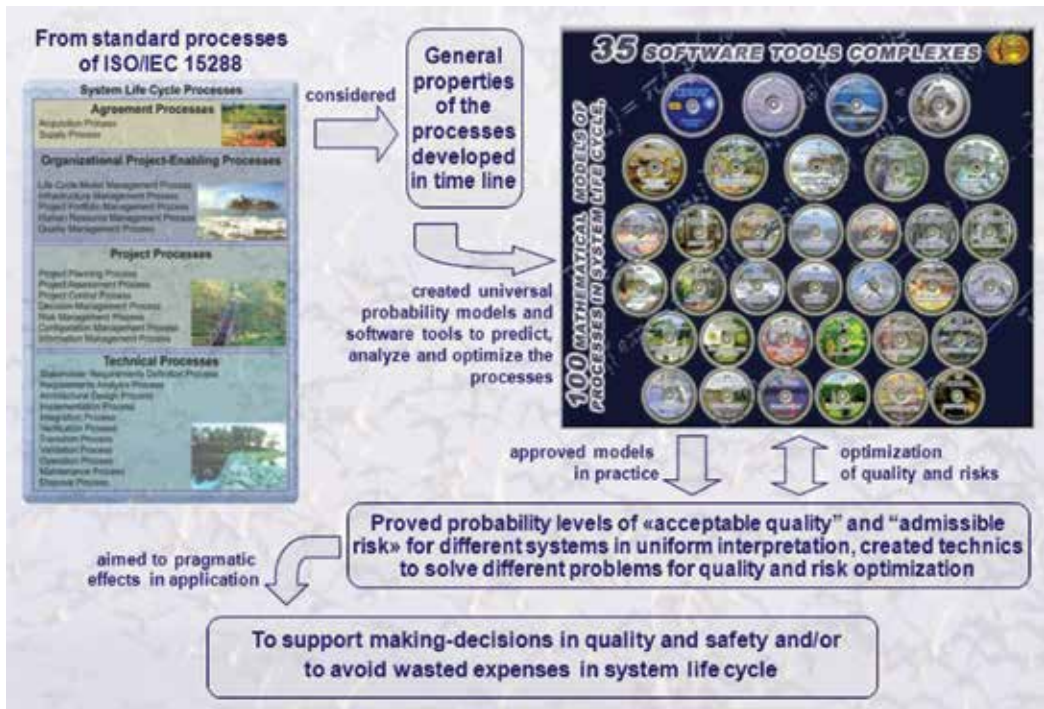 From standard processes
of ISO/IEC 15288
System Life Cycle Processes
Agreement Processes
Acquisition Process
Supply Process
Organizational Project-Enabling Processes
Life Cycle Model Management Process
Infrastructure Management Process
Project Portfolio Management Process
Human Resource Management Process
Quality Management Process
Project Processes
Project Planning Process
Project Assessment Process
Project Control Process
Decision Management Process
Risk Management Process
Configuration Management Process
Information Management Process
Technical Processes
Stakeholder Requirements Definition Process
Requirements Analysis Process
Architectural Design Process
Implementation Process
Integration Process
Verification Process
Transition Process
Validation Process
Operation Process
Maintenance Process
Disposal Process
considered
General
properties
of the
processes
developed
in time line
created universal
probability models and
software tools to predict,
analyze and optimize the
processes
35 SOFTWARE TOOLS COMPLEXES
100 MATHEMATICAL MODELS OF
PROCESSES IN SYSTEM LIFE CYCLE,
approved models
in practice
optimization
of quality and risks
Proved probability levels of «acceptable quality” and “admissible
risk» for different systems in uniform interpretation, created technics
to solve different problems for quality and risk optimization
aimed to pragmatic
effects in application
To support making-decisions in quality and safety and/or
to avoid wasted expenses in system life cycle